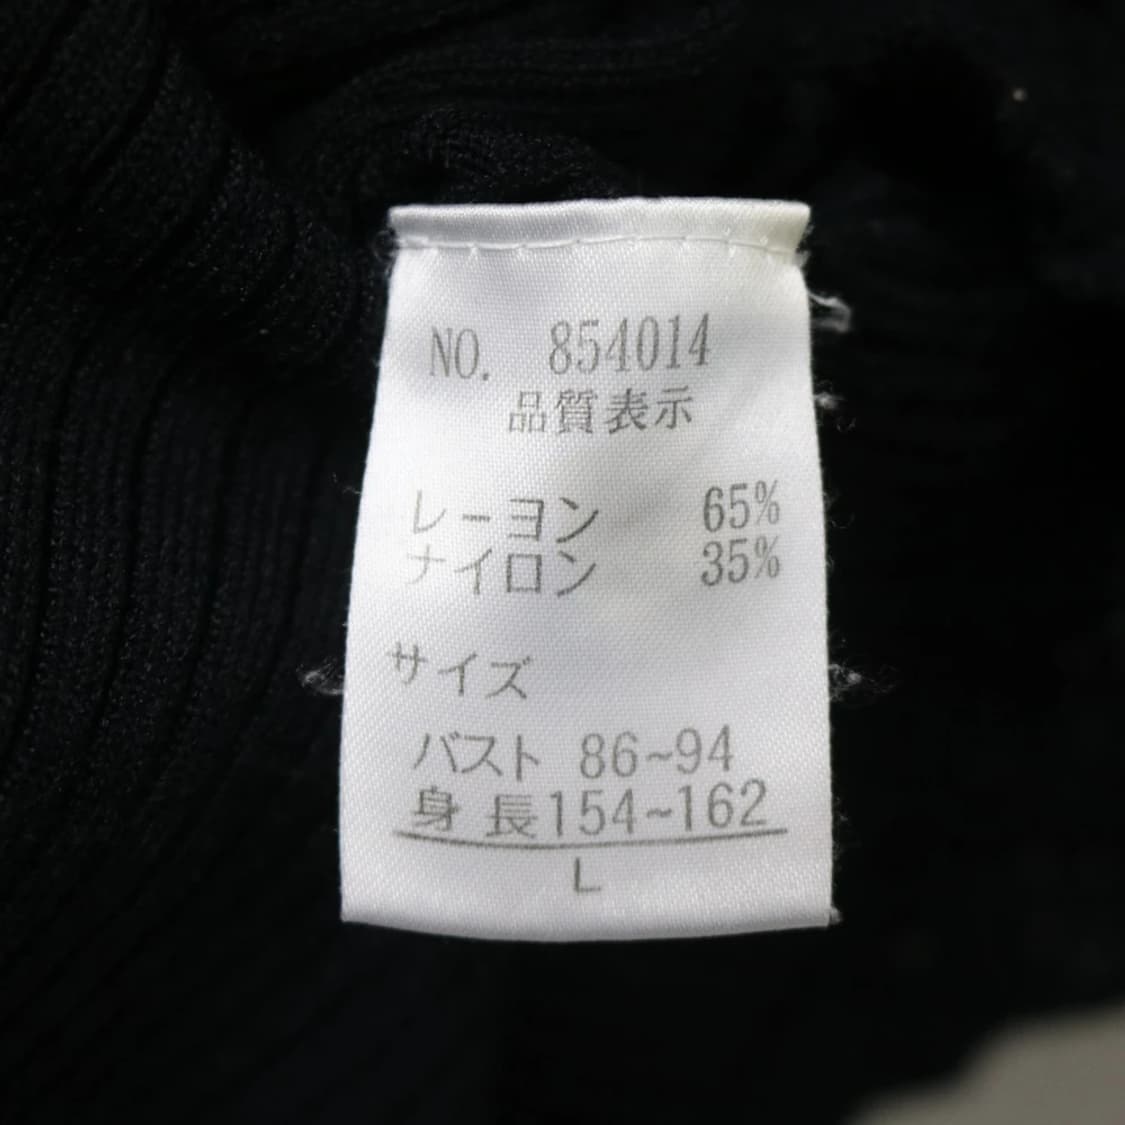 NO. 854014
品質表示
レーヨン 65%
ナイロン 35%
サイズ
バスト 86~94
身長154~162
L